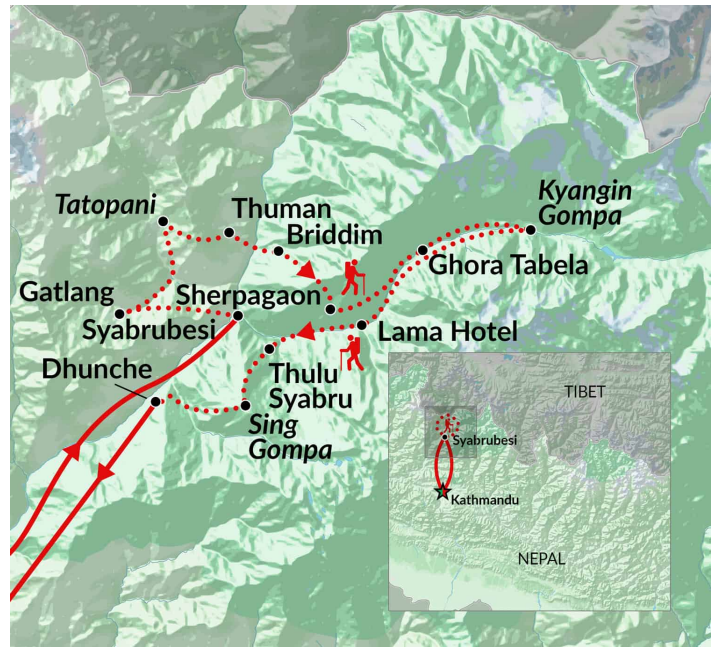 Tatopani
Thuman
Briddim
Kyangin
Gompa
Ghora Tabela
Gatlang
Sherpagaon
Syabrubesi
Lama Hotel
Dhunche
Thulu
Syabru
Sing
Gompa
TIBET
Syabrubesi
Kathmandu
NEPAL